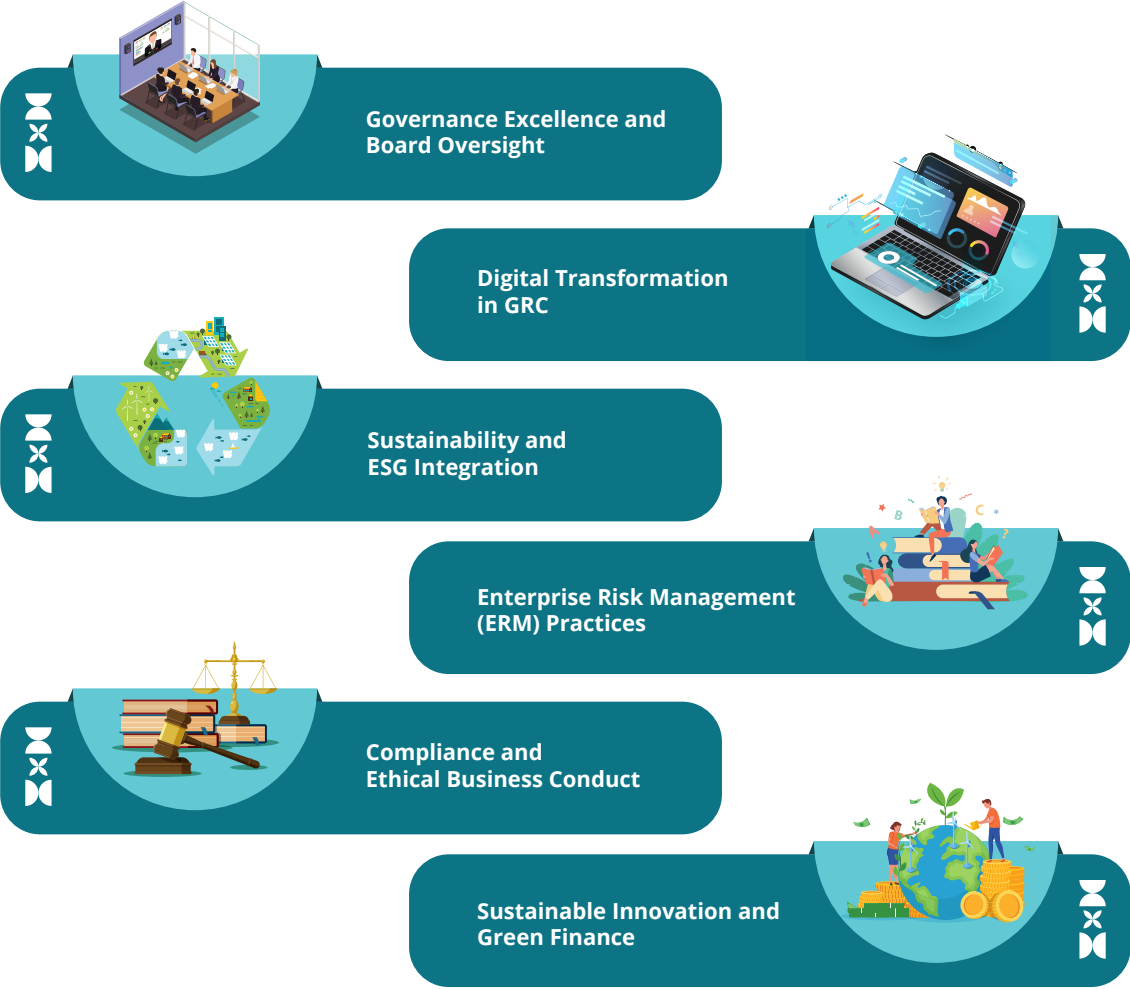 Governance Excellence and
Board Oversight
Digital Transformation
in GRC
Sustainability and
ESG Integration
B
C
A
Enterprise Risk Management
(ERM) Practices
Compliance and
Ethical Business Conduct
Sustainable Innovation and
Green Finance